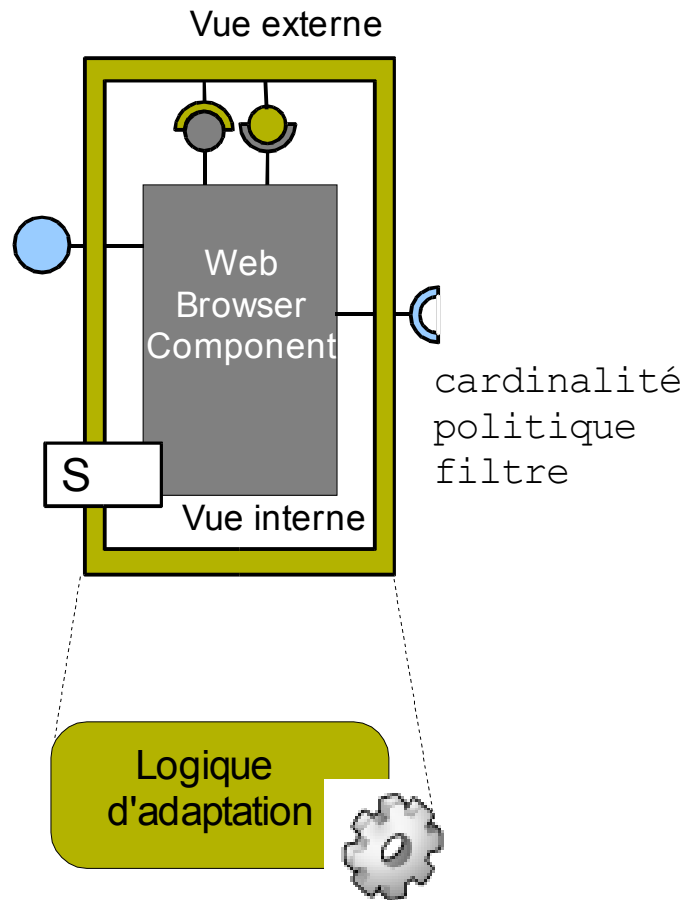 Vue externe
Web
Browser
Component
cardinalité
politique
filtre
S
Vue interne
Logique
d'adaptation